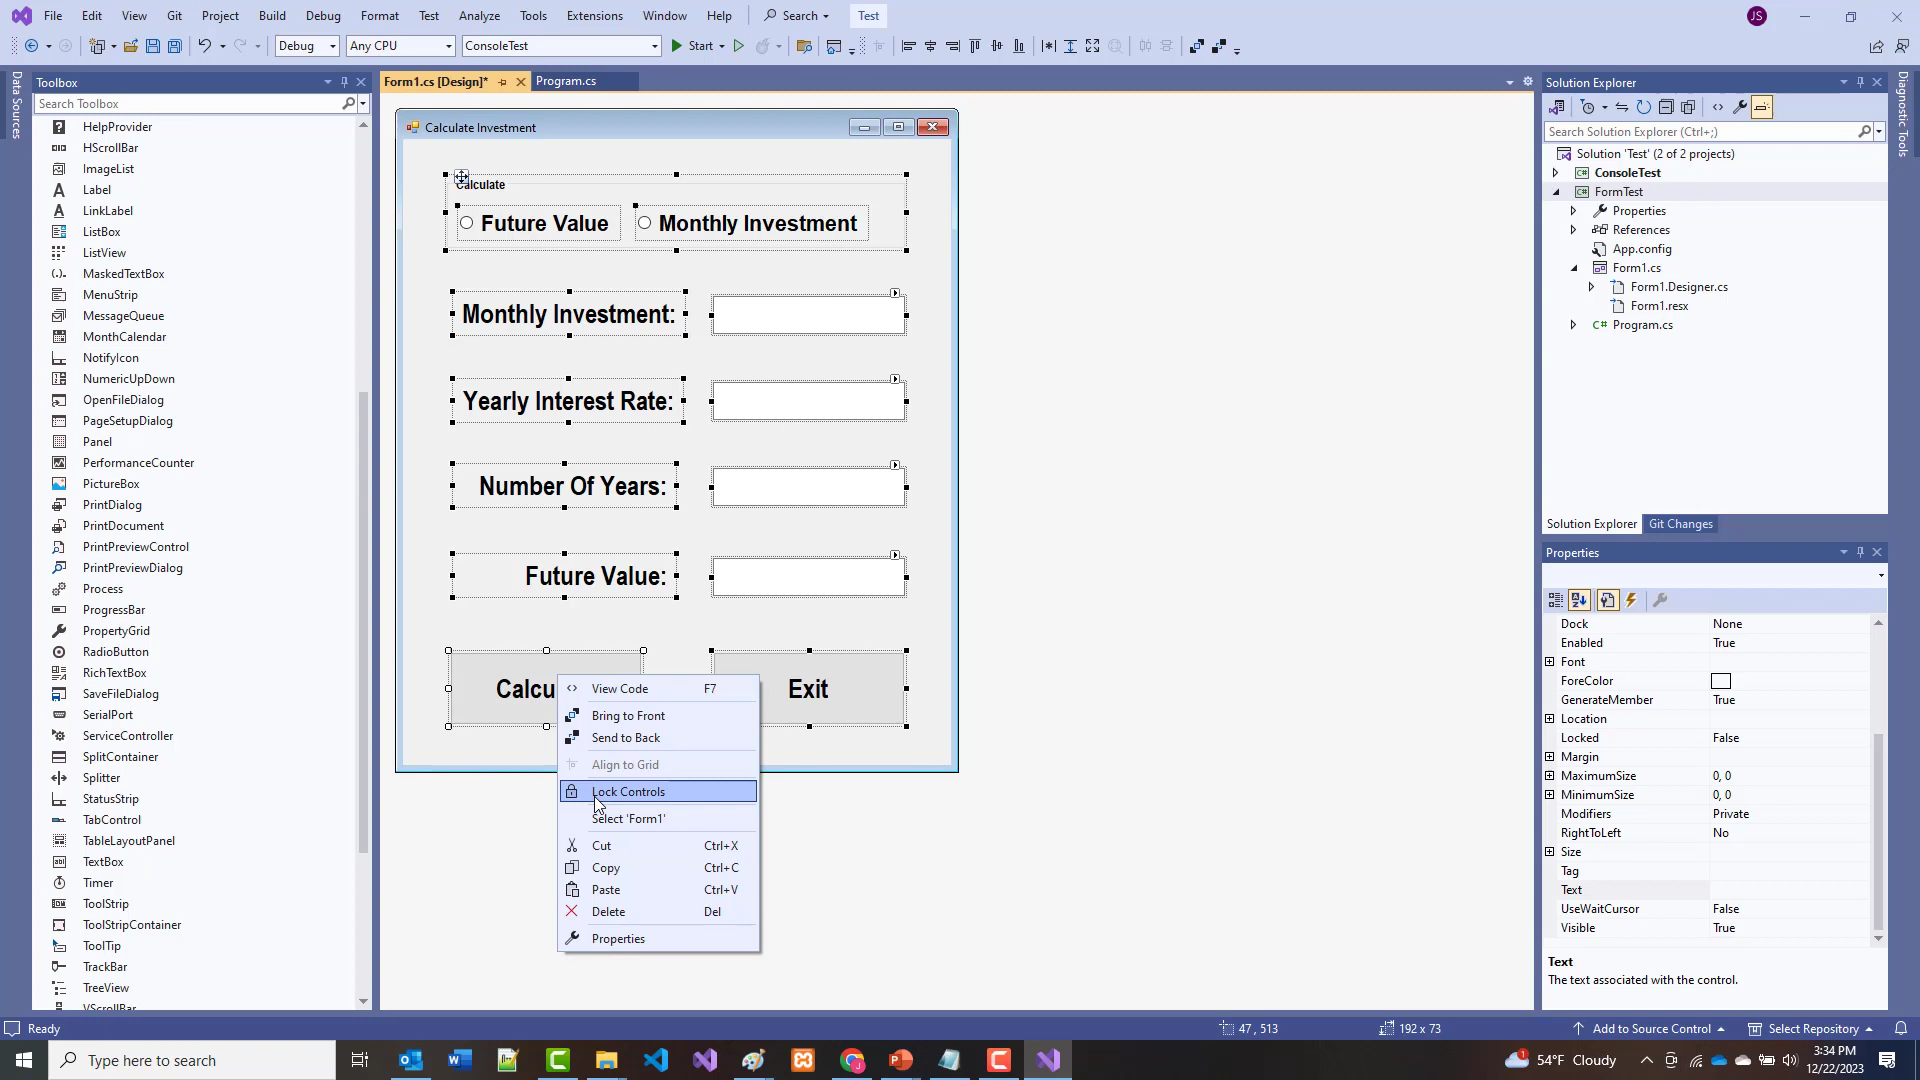 File Edit View Git Project Build Debug Format Test Analyze Tools Extensions Window Help Search Test JS
Debug Any CPU ConsoleTest Start
Data Sources
Toolbox
Search Toolbox
HelpProvider
HScrollBar
ImageList
Label
LinkLabel
ListBox
ListView
MaskedTextBox
MenuStrip
MessageQueue
MonthCalendar
NotifyIcon
NumericUpDown
OpenFileDialog
PageSetupDialog
Panel
PerformanceCounter
PictureBox
PrintDialog
PrintDocument
PrintPreviewControl
PrintPreviewDialog
Process
ProgressBar
PropertyGrid
RadioButton
RichTextBox
SaveFileDialog
SerialPort
ServiceController
SplitContainer
Splitter
StatusStrip
TabControl
TableLayoutPanel
TextBox
Timer
ToolStrip
ToolStripContainer
ToolTip
TrackBar
TreeView
VScrollBar
Form1.cs [Design]* Program.cs
Calculate Investment
Calculate
Future Value Monthly Investment
Monthly Investment:
Yearly Interest Rate:
Number Of Years:
Future Value:
Calcu Exit
View Code F7
Bring to Front
Send to Back
Align to Grid
Lock Controls
Select 'Form1'
Cut Ctrl+X
Copy Ctrl+C
Paste Ctrl+V
Delete Del
Properties
Solution Explorer
Search Solution Explorer (Ctrl+;)
Solution 'Test' (2 of 2 projects)
ConsoleTest
FormTest
Properties
References
App.config
Form1.cs
Form1.Designer.cs
Form1.resx
C# Program.cs
Solution Explorer Git Changes
Properties
Dock None
Enabled True
Font
ForeColor
GenerateMember True
Location
Locked False
Margin
MaximumSize 0, 0
MinimumSize 0, 0
Modifiers Private
RightToLeft No
Size
Tag
Text
UseWaitCursor False
Visible True
Text
The text associated with the control.
Diagnostic Tools
Ready 47 , 513 192 x 73 Add to Source Control Select Repository
Type here to search 1 54°F Cloudy 3:34 PM
12/22/2023